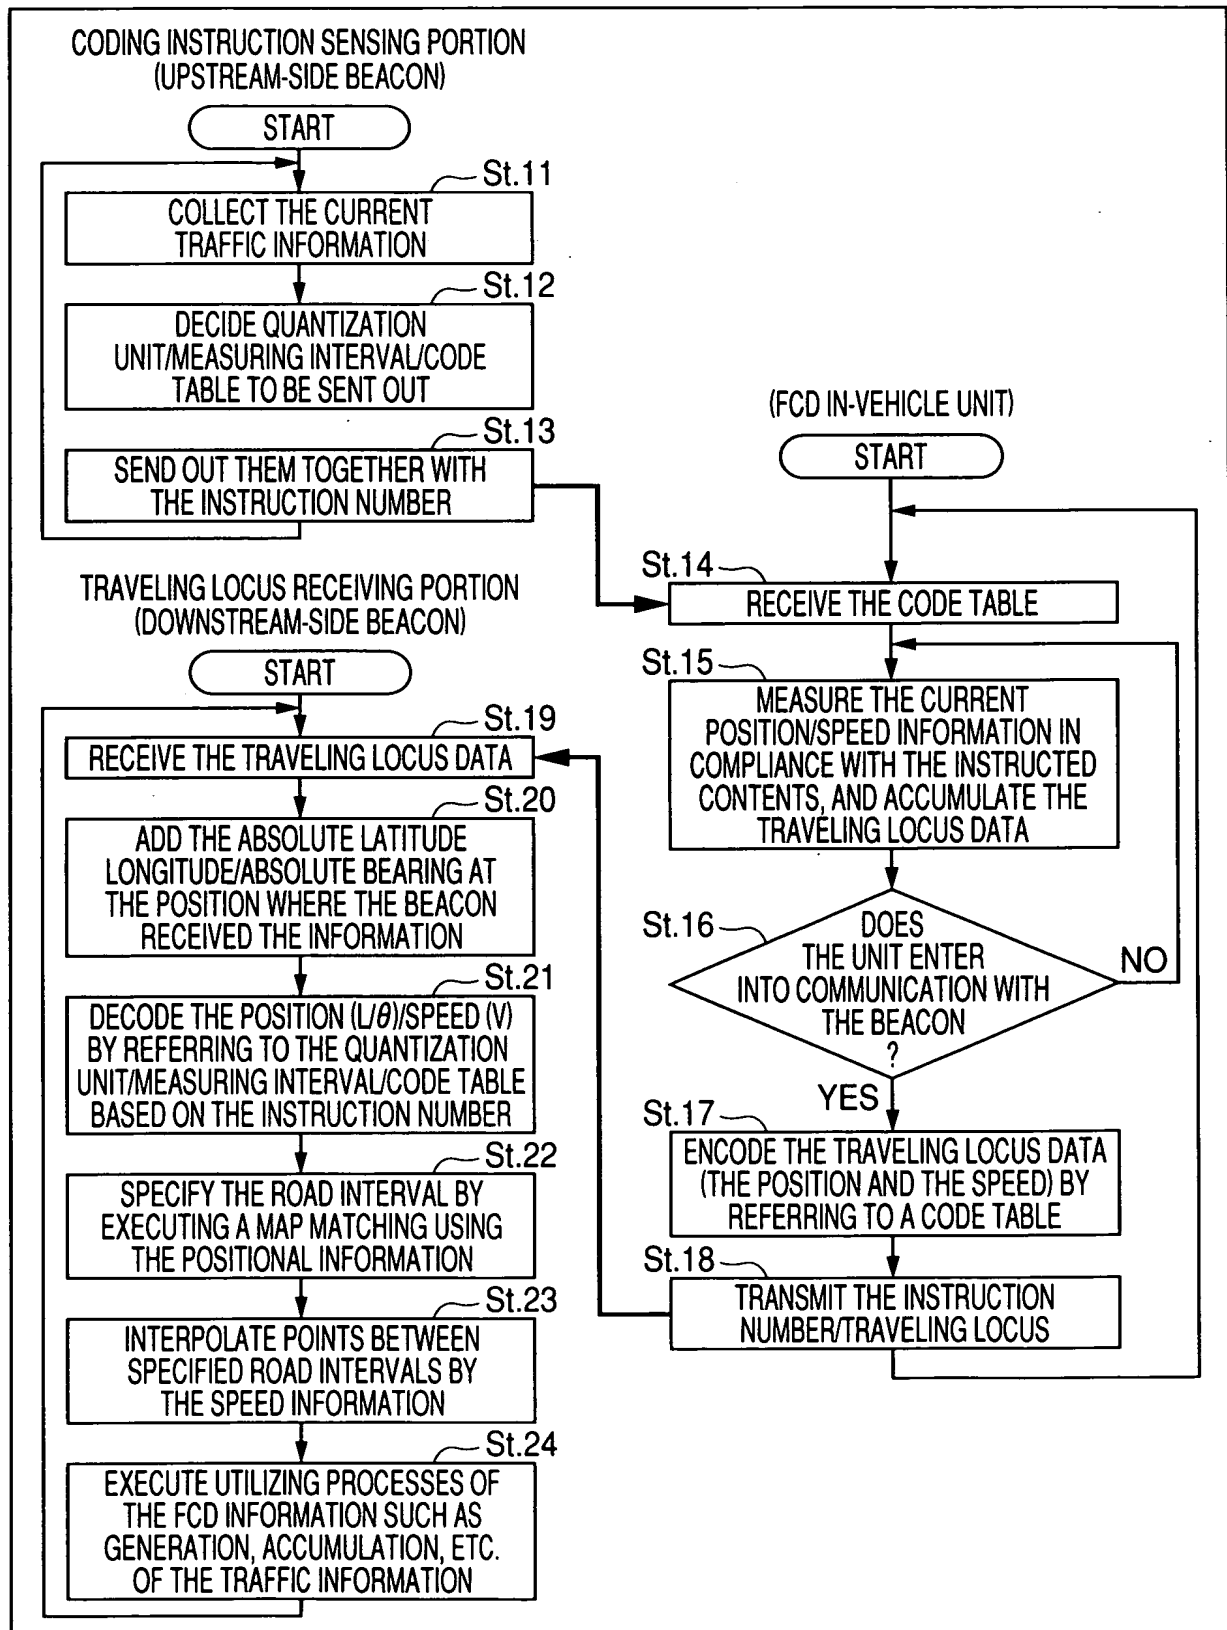 CODING INSTRUCTION SENSING PORTION
(UPSTREAM-SIDE BEACON)
START
St.11
COLLECT THE CURRENT
TRAFFIC INFORMATION
St.12
DECIDE QUANTIZATION
UNIT/MEASURING INTERVAL/CODE
TABLE TO BE SENT OUT
St.13
SEND OUT THEM TOGETHER WITH
THE INSTRUCTION NUMBER
TRAVELING LOCUS RECEIVING PORTION
(DOWNSTREAM-SIDE BEACON)
START
St.19
RECEIVE THE TRAVELING LOCUS DATA
St.20
ADD THE ABSOLUTE LATITUDE
LONGITUDE/ABSOLUTE BEARING AT
THE POSITION WHERE THE BEACON
RECEIVED THE INFORMATION
St.21
DECODE THE POSITION (L/θ)/SPEED (V)
BY REFERRING TO THE QUANTIZATION
UNIT/MEASURING INTERVAL/CODE TABLE
BASED ON THE INSTRUCTION NUMBER
St.22
SPECIFY THE ROAD INTERVAL BY
EXECUTING A MAP MATCHING USING
THE POSITIONAL INFORMATION
St.23
INTERPOLATE POINTS BETWEEN
SPECIFIED ROAD INTERVALS BY
THE SPEED INFORMATION
St.24
EXECUTE UTILIZING PROCESSES OF
THE FCD INFORMATION SUCH AS
GENERATION, ACCUMULATION, ETC.
OF THE TRAFFIC INFORMATION
(FCD IN-VEHICLE UNIT)
START
St.14
RECEIVE THE CODE TABLE
St.15
MEASURE THE CURRENT
POSITION/SPEED INFORMATION IN
COMPLIANCE WITH THE INSTRUCTED
CONTENTS, AND ACCUMULATE THE
TRAVELING LOCUS DATA
St.16
DOES
THE UNIT ENTER
INTO COMMUNICATION WITH
THE BEACON
?
NO
YES
St.17
ENCODE THE TRAVELING LOCUS DATA
(THE POSITION AND THE SPEED) BY
REFERRING TO A CODE TABLE
St.18
TRANSMIT THE INSTRUCTION
NUMBER/TRAVELING LOCUS